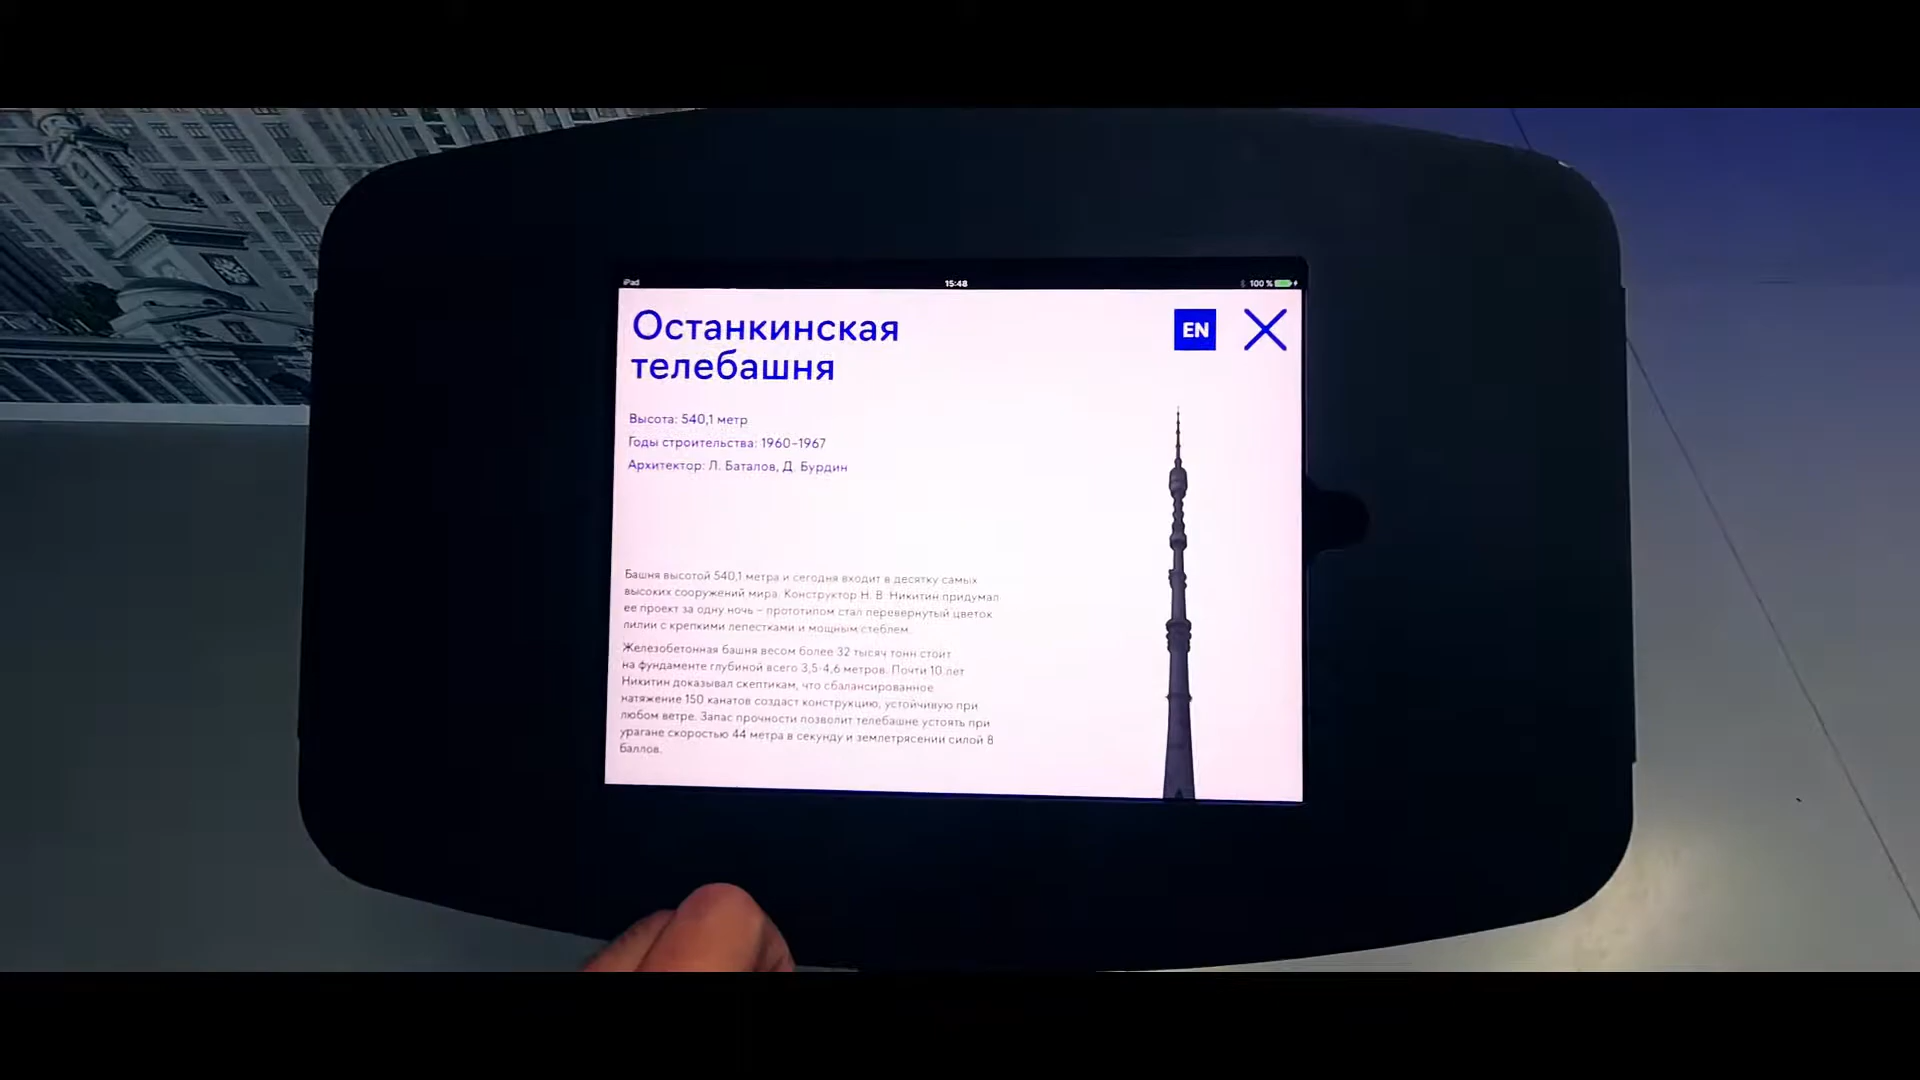 iPad
15:48
100 %
Останкинская
телебашня
EN
Высота: 540,1 метр
Годы строительства: 1960–1967
Архитектор: Л. Баталов, Д. Бурдин
Башня высотой 540,1 метра и сегодня входит в десятку самых
высоких сооружений мира. Конструктор Н. В. Никитин придумал
ее проект за одну ночь – прототипом стал перевернутый цветок
лилии с крепкими лепестками и мощным стеблем.
Железобетонная башня весом более 32 тысяч тонн стоит
на фундаменте глубиной всего 3,5-4,6 метров. Почти 10 лет
Никитин доказывал скептикам, что сбалансированное
натяжение 150 канатов создаст конструкцию, устойчивую при
любом ветре. Запас прочности позволит телебашне устоять при
урагане скоростью 44 метра в секунду и землетрясении силой 8
баллов.